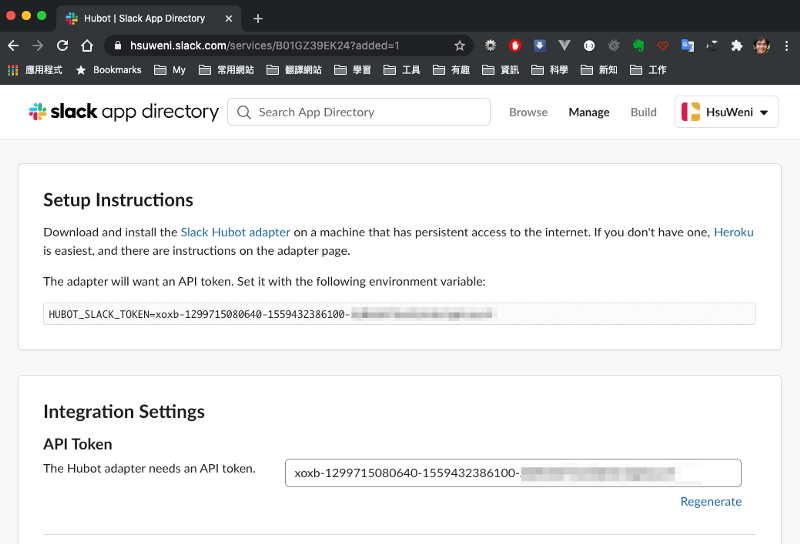 Hubot | Slack App Directory
hsuweni.slack.com/services/B01GZ39EK24?added=1
應用程式 Bookmarks My 常用網站 翻譯網站 學習 工具 有趣 資訊 科學 新知 工作
slack app directory Search App Directory Browse Manage Build HsuWeni
Setup Instructions
Download and install the Slack Hubot adapter on a machine that has persistent access to the internet. If you don't have one, Heroku
is easiest, and there are instructions on the adapter page.
The adapter will want an API token. Set it with the following environment variable:
HUBOT_SLACK_TOKEN=xoxb-1299715080640-1559432386100-
Integration Settings
API Token
The Hubot adapter needs an API token. xoxb-1299715080640-1559432386100-
Regenerate